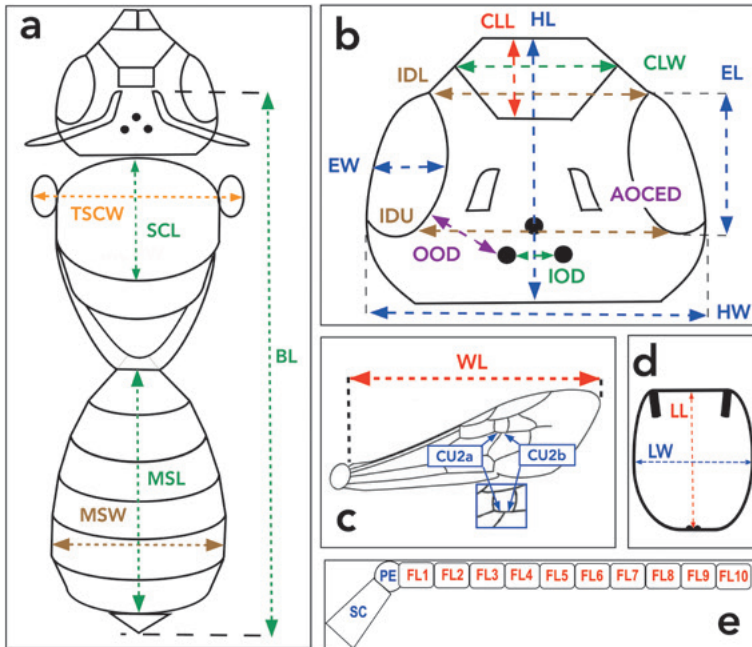 a
TSCW
SCL
BL
MSL
MSW
b
CLL HL
CLW
IDL
EL
EW
AOCED
IDU
OOD
IOD
HW
WL
CU2a CU2b
c
d
LL
LW
SC PE FL1 FL2 FL3 FL4 FL5 FL6 FL7 FL8 FL9 FL10
e